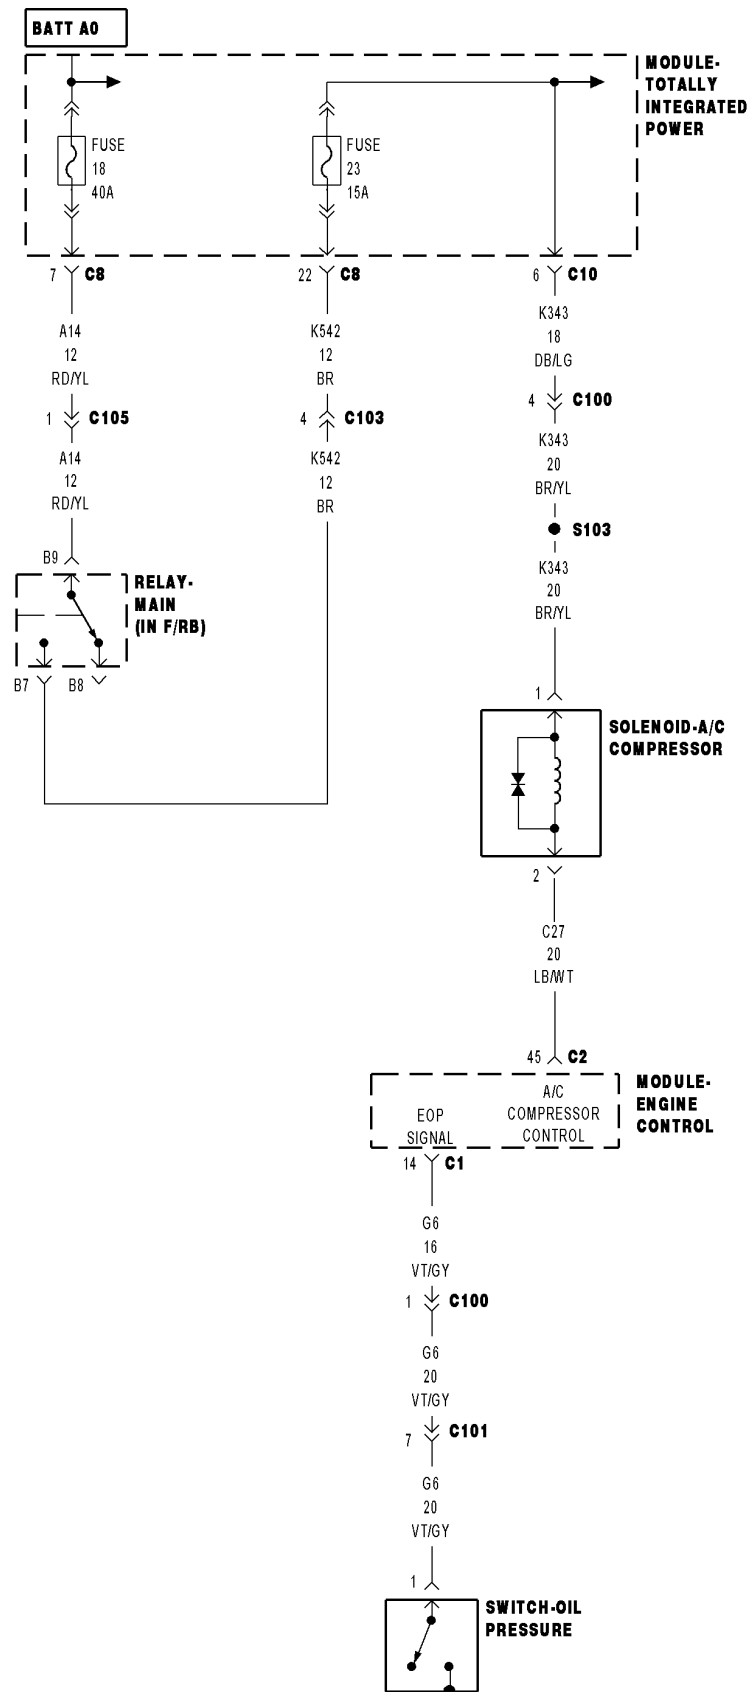 BATT A0
MODULE-
TOTALLY
INTEGRATED
POWER
FUSE
18
40A
FUSE
23
15A
7 C8
22 C8
6 C10
A14
12
RD/YL
K542
12
BR
K343
18
DB/LG
1 C105
4 C103
4 C100
A14
12
RD/YL
K542
12
BR
K343
20
BR/YL
S103
K343
20
BR/YL
B9
RELAY-
MAIN
(IN F/RB)
B7 B8
1
SOLENOID-A/C
COMPRESSOR
2
C27
20
LB/WT
45 C2
MODULE-
ENGINE
CONTROL
A/C
COMPRESSOR
CONTROL
EOP
SIGNAL
14 C1
G6
16
VT/GY
1 C100
G6
20
VT/GY
7 C101
G6
20
VT/GY
1
SWITCH-OIL
PRESSURE